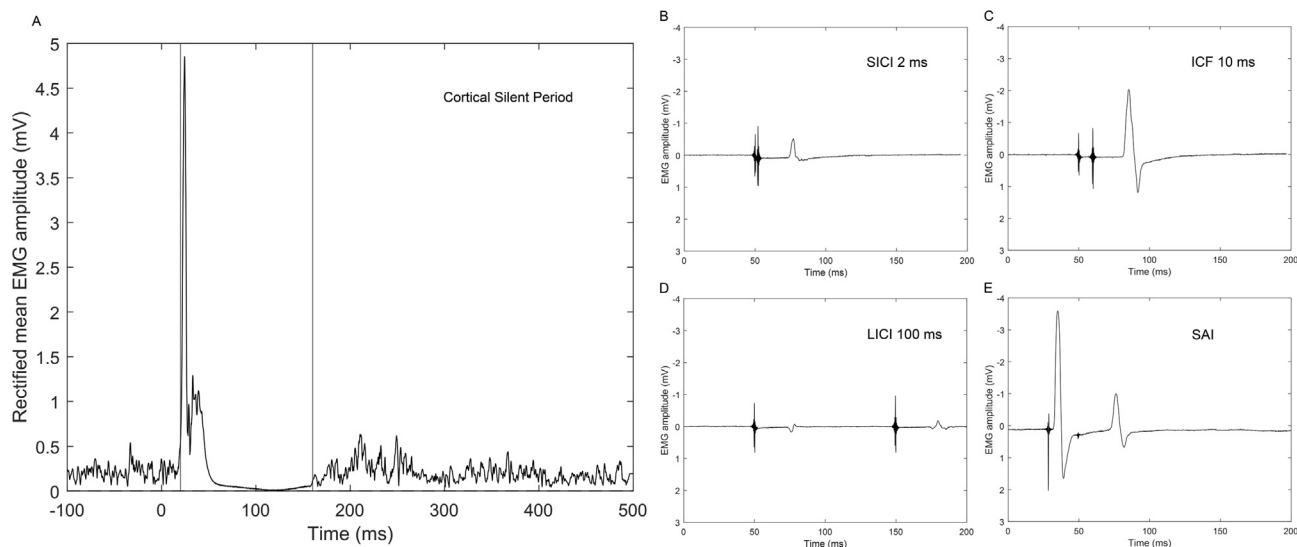 A
Rectified mean EMG amplitude (mV)
5
4.5
4
3.5
3
2.5
2
1.5
1
0.5
0
Cortical Silent Period
-100 0 100 200 300 400 500
Time (ms)
B
EMG amplitude (mV)
-4
-3
-2
-1
0
1
2
3
SICI 2 ms
0 50 100 150 200
Time (ms)
C
EMG amplitude (mV)
-4
-3
-2
-1
0
1
2
3
ICF 10 ms
0 50 100 150 200
Time (ms)
D
EMG amplitude (mV)
-4
-3
-2
-1
0
1
2
3
LICI 100 ms
0 50 100 150 200
Time (ms)
E
EMG amplitude (mV)
-4
-3
-2
-1
0
1
2
3
SAI
0 50 100 150 200
Time (ms)